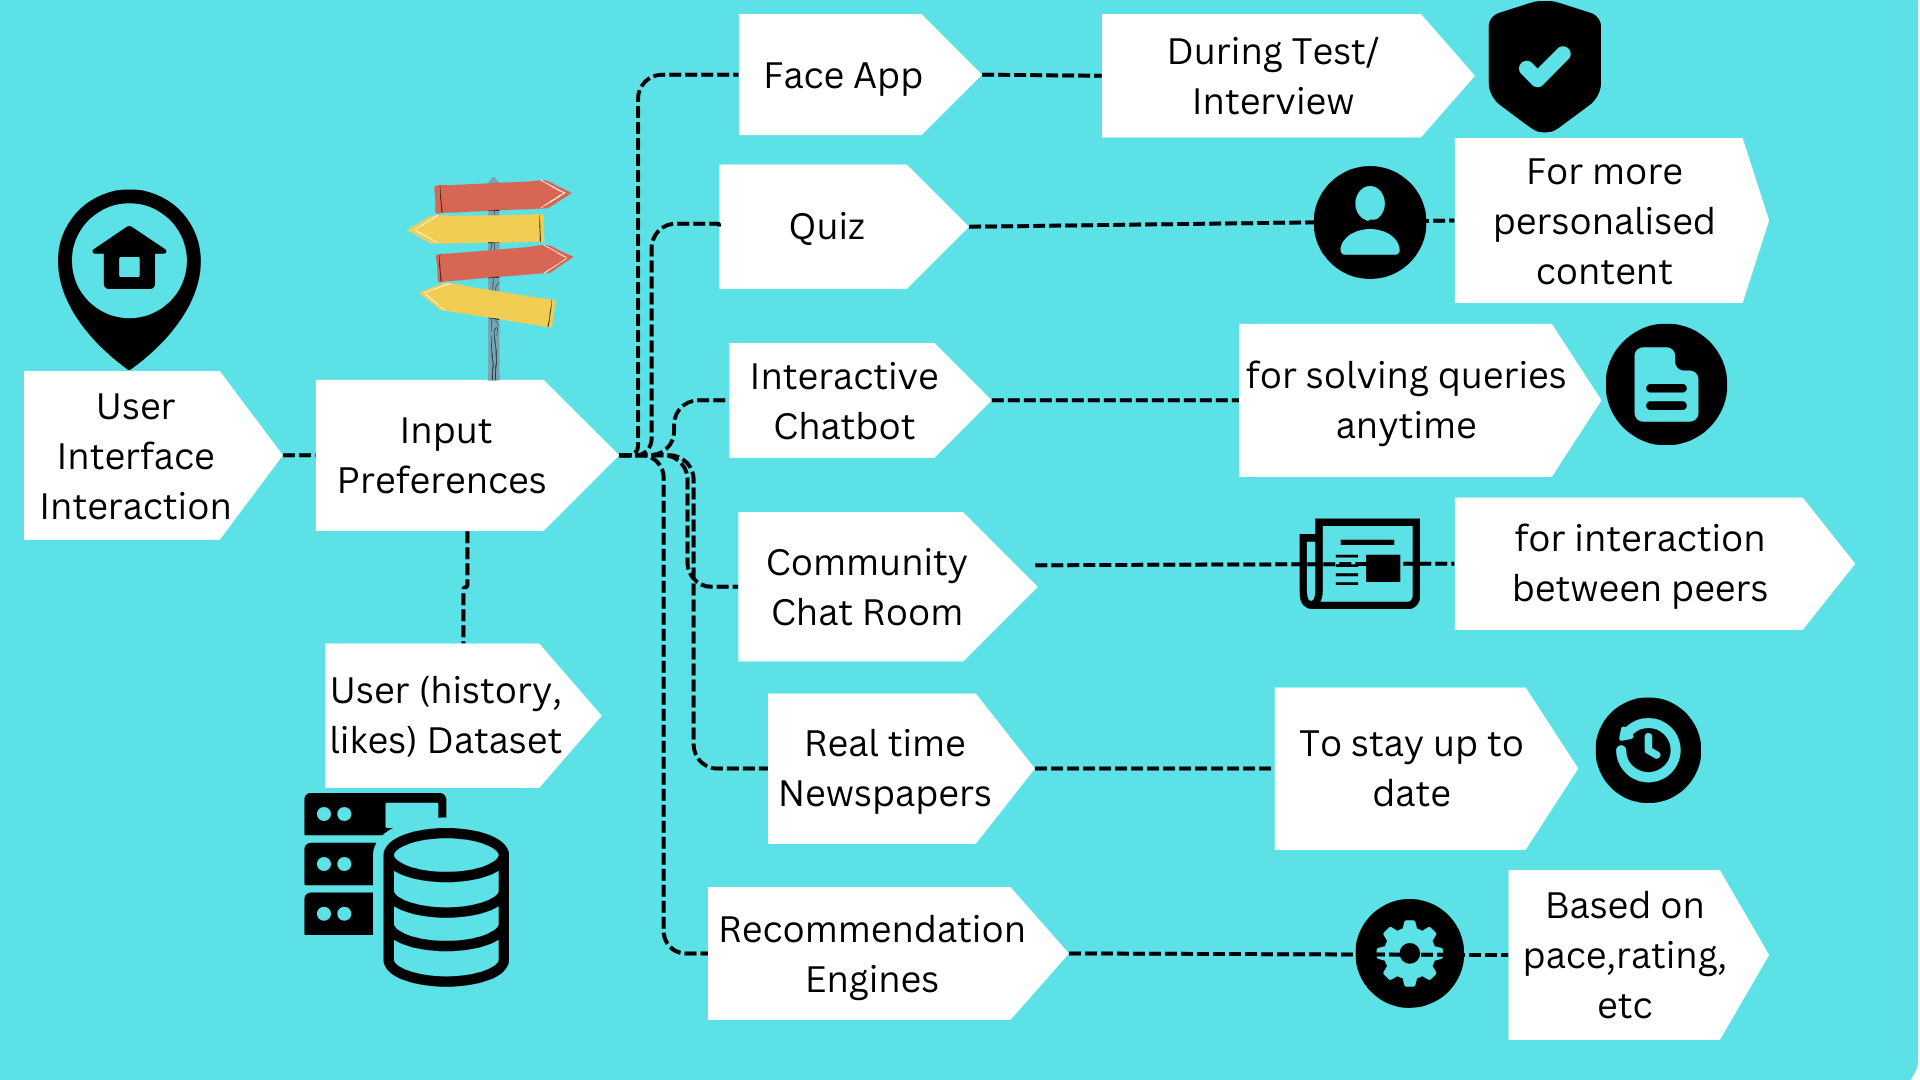 Face App
During Test/
Interview
Quiz
For more
personalised
content
User
Interface
Interaction
Input
Preferences
Interactive
Chatbot
for solving queries
anytime
Community
Chat Room
for interaction
between peers
User (history,
likes) Dataset
Real time
Newspapers
To stay up to
date
Recommendation
Engines
Based on
pace,rating,
etc